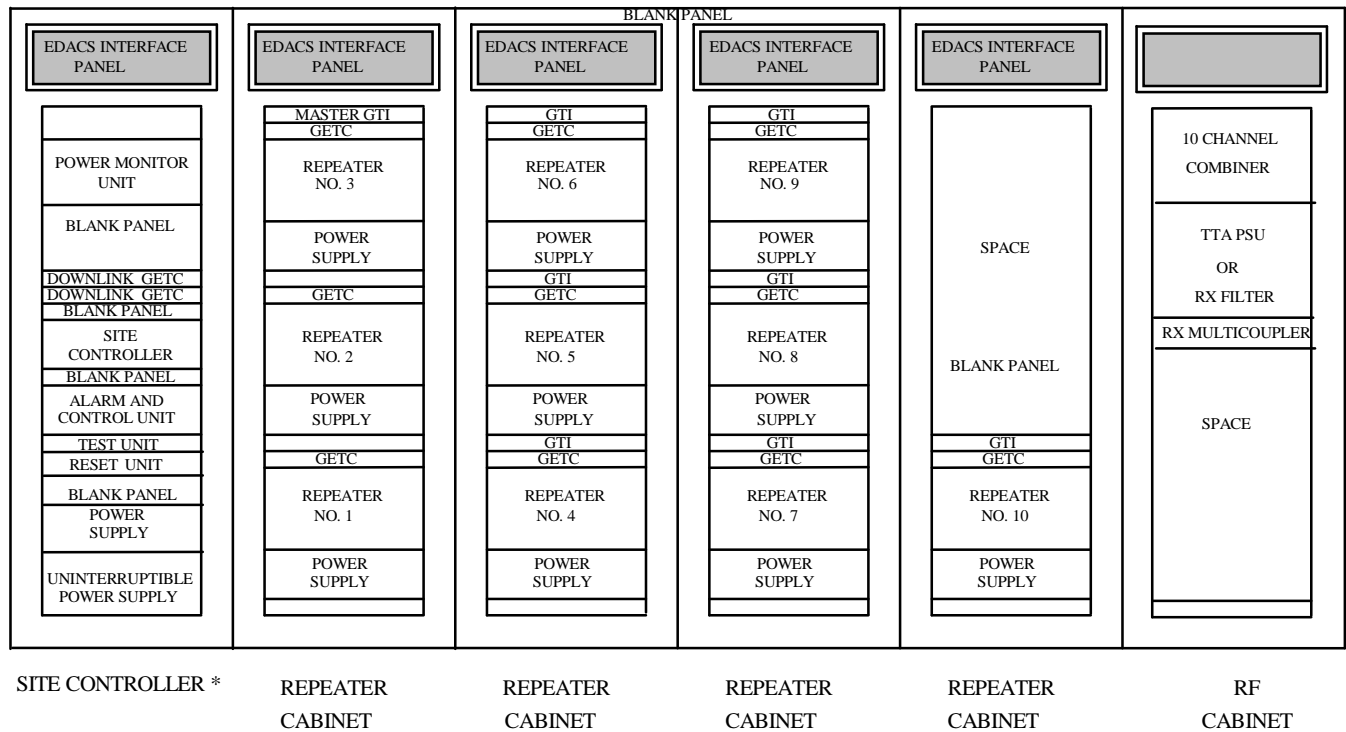 BLANK PANEL
EDACS INTERFACE
PANEL
POWER MONITOR
UNIT
BLANK PANEL
DOWNLINK GETC
DOWNLINK GETC
BLANK PANEL
SITE
CONTROLLER
BLANK PANEL
ALARM AND
CONTROL UNIT
TEST UNIT
RESET UNIT
BLANK PANEL
POWER
SUPPLY
UNINTERRUPTIBLE
POWER SUPPLY
SITE CONTROLLER *
EDACS INTERFACE
PANEL
MASTER GTI
GETC
REPEATER
NO. 3
POWER
SUPPLY
GETC
REPEATER
NO. 2
POWER
SUPPLY
GETC
REPEATER
NO. 1
POWER
SUPPLY
REPEATER
CABINET
EDACS INTERFACE
PANEL
GTI
GETC
REPEATER
NO. 6
POWER
SUPPLY
GTI
GETC
REPEATER
NO. 5
POWER
SUPPLY
GTI
GETC
REPEATER
NO. 4
POWER
SUPPLY
REPEATER
CABINET
EDACS INTERFACE
PANEL
GTI
GETC
REPEATER
NO. 9
POWER
SUPPLY
GTI
GETC
REPEATER
NO. 8
POWER
SUPPLY
GTI
GETC
REPEATER
NO. 7
POWER
SUPPLY
REPEATER
CABINET
EDACS INTERFACE
PANEL
SPACE
BLANK PANEL
GTI
GETC
REPEATER
NO. 10
POWER
SUPPLY
REPEATER
CABINET
10 CHANNEL
COMBINER
TTA PSU
OR
RX FILTER
RX MULTICOUPLER
SPACE
RF
CABINET